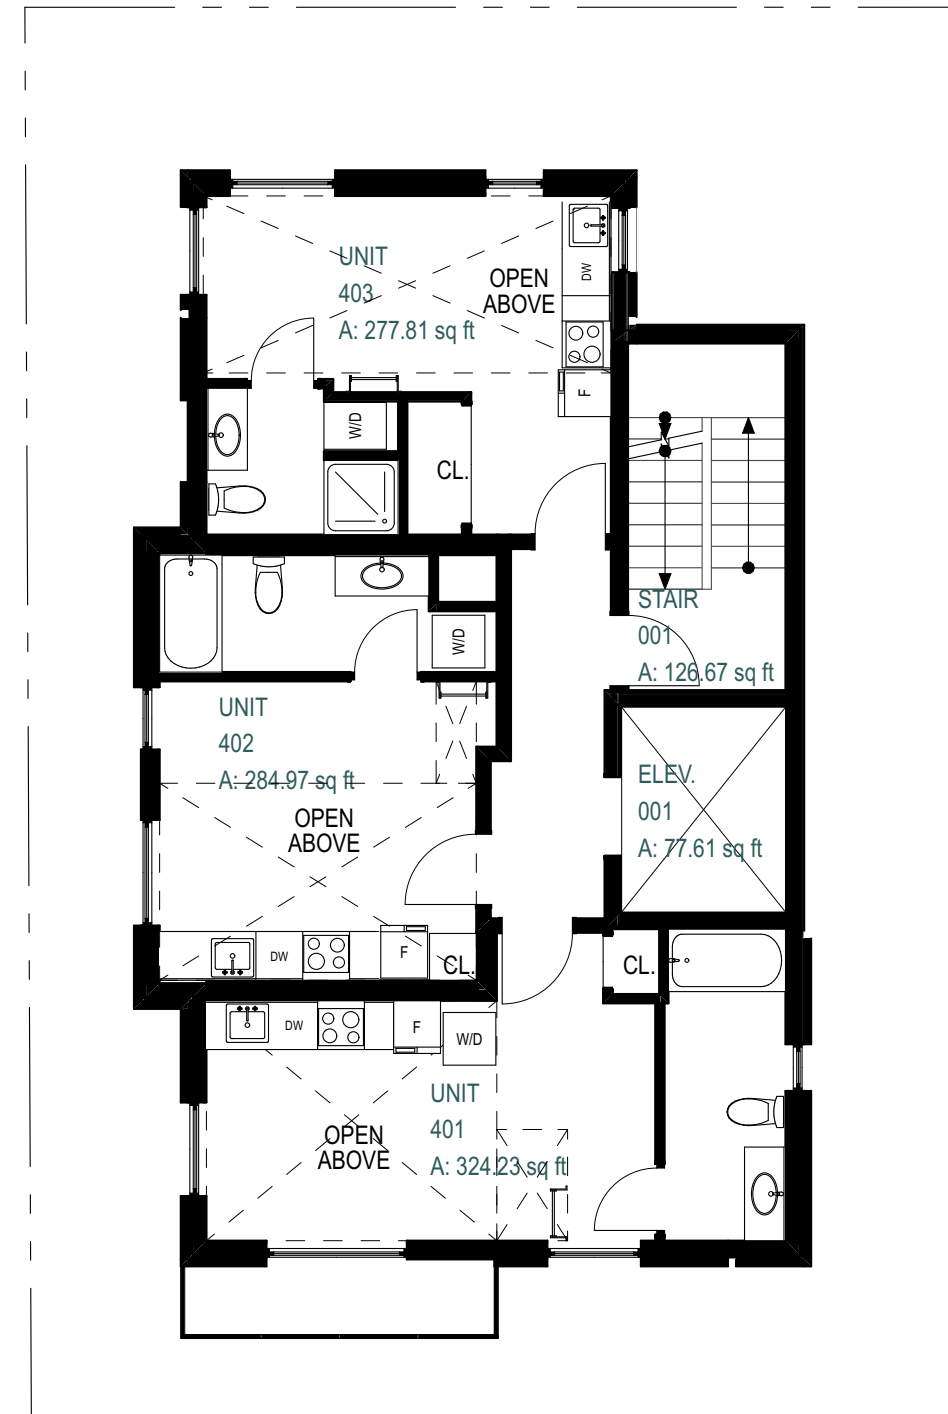 UNIT
403
A: 277.81 sq ft
OPEN
ABOVE
DW
F
W/D
CL.
STAIR
001
A: 126.67 sq ft
W/D
UNIT
402
A: 284.97 sq ft
OPEN
ABOVE
ELEV.
001
A: 77.61 sq ft
DW
F
CL.
CL.
DW
F
W/D
UNIT
401
A: 324.23 sq ft
OPEN
ABOVE